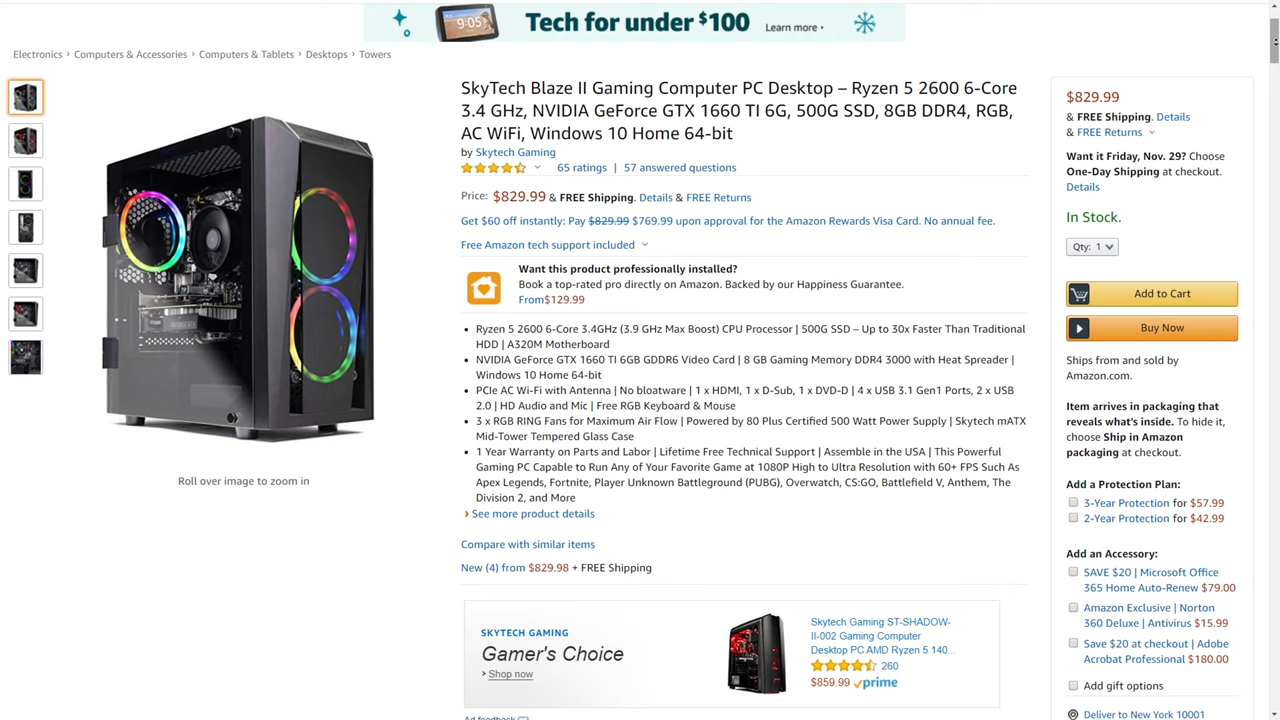 9:05
Tech for under $100
Learn more ›
Electronics › Computers & Accessories › Computers & Tablets › Desktops › Towers
SkyTech Blaze II Gaming Computer PC Desktop – Ryzen 5 2600 6-Core
3.4 GHz, NVIDIA GeForce GTX 1660 TI 6G, 500G SSD, 8GB DDR4, RGB,
AC WiFi, Windows 10 Home 64-bit
by Skytech Gaming
65 ratings | 57 answered questions
Price: $829.99 & FREE Shipping. Details & FREE Returns
Get $60 off instantly: Pay $829.99 $769.99 upon approval for the Amazon Rewards Visa Card. No annual fee.
Free Amazon tech support included
Want this product professionally installed?
Book a top-rated pro directly on Amazon. Backed by our Happiness Guarantee.
From$129.99
• Ryzen 5 2600 6-Core 3.4GHz (3.9 GHz Max Boost) CPU Processor | 500G SSD – Up to 30x Faster Than Traditional
HDD | A320M Motherboard
• NVIDIA GeForce GTX 1660 TI 6GB GDDR6 Video Card | 8 GB Gaming Memory DDR4 3000 with Heat Spreader |
Windows 10 Home 64-bit
• PCIe AC Wi-Fi with Antenna | No bloatware | 1 x HDMI, 1 x D-Sub, 1 x DVD-D | 4 x USB 3.1 Gen1 Ports, 2 x USB
2.0 | HD Audio and Mic | Free RGB Keyboard & Mouse
• 3 x RGB RING Fans for Maximum Air Flow | Powered by 80 Plus Certified 500 Watt Power Supply | Skytech mATX
Mid-Tower Tempered Glass Case
• 1 Year Warranty on Parts and Labor | Lifetime Free Technical Support | Assemble in the USA | This Powerful
Gaming PC Capable to Run Any of Your Favorite Game at 1080P High to Ultra Resolution with 60+ FPS Such As
Apex Legends, Fortnite, Player Unknown Battleground (PUBG), Overwatch, CS:GO, Battlefield V, Anthem, The
Division 2, and More
› See more product details
Compare with similar items
New (4) from $829.98 + FREE Shipping
Roll over image to zoom in
SKYTECH GAMING
Gamer's Choice
› Shop now
Skytech Gaming ST-SHADOW-
II-002 Gaming Computer
Desktop PC AMD Ryzen 5 140...
260
$859.99 prime
Ad feedback
$829.99
& FREE Shipping. Details
& FREE Returns
Want it Friday, Nov. 29? Choose
One-Day Shipping at checkout.
Details
In Stock.
Qty: 1
Add to Cart
Buy Now
Ships from and sold by
Amazon.com.
Item arrives in packaging that
reveals what's inside. To hide it,
choose Ship in Amazon
packaging at checkout.
Add a Protection Plan:
3-Year Protection for $57.99
2-Year Protection for $42.99
Add an Accessory:
SAVE $20 | Microsoft Office
365 Home Auto-Renew $79.00
Amazon Exclusive | Norton
360 Deluxe | Antivirus $15.99
Save $20 at checkout | Adobe
Acrobat Professional $180.00
Add gift options
Deliver to New York 10001